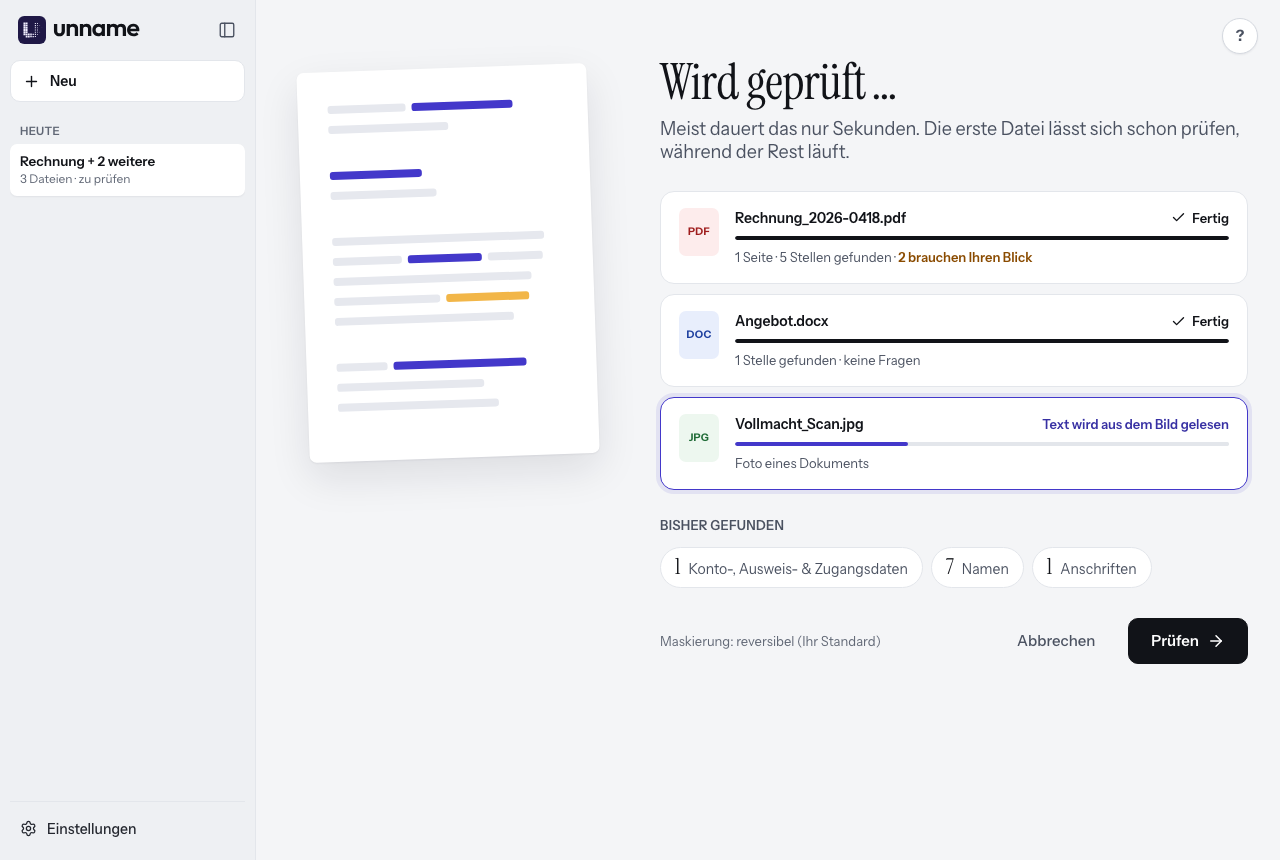 unname
Neu
HEUTE
Rechnung + 2 weitere
3 Dateien · zu prüfen
Einstellungen
?
Wird geprüft ...
Meist dauert das nur Sekunden. Die erste Datei lässt sich schon prüfen,
während der Rest läuft.
PDF
Rechnung_2026-0418.pdf
Fertig
1 Seite · 5 Stellen gefunden · 2 brauchen Ihren Blick
DOC
Angebot.docx
Fertig
1 Stelle gefunden · keine Fragen
JPG
Vollmacht_Scan.jpg
Text wird aus dem Bild gelesen
Foto eines Dokuments
BISHER GEFUNDEN
1 Konto-, Ausweis- & Zugangsdaten
7 Namen
1 Anschriften
Maskierung: reversibel (Ihr Standard)
Abbrechen
Prüfen